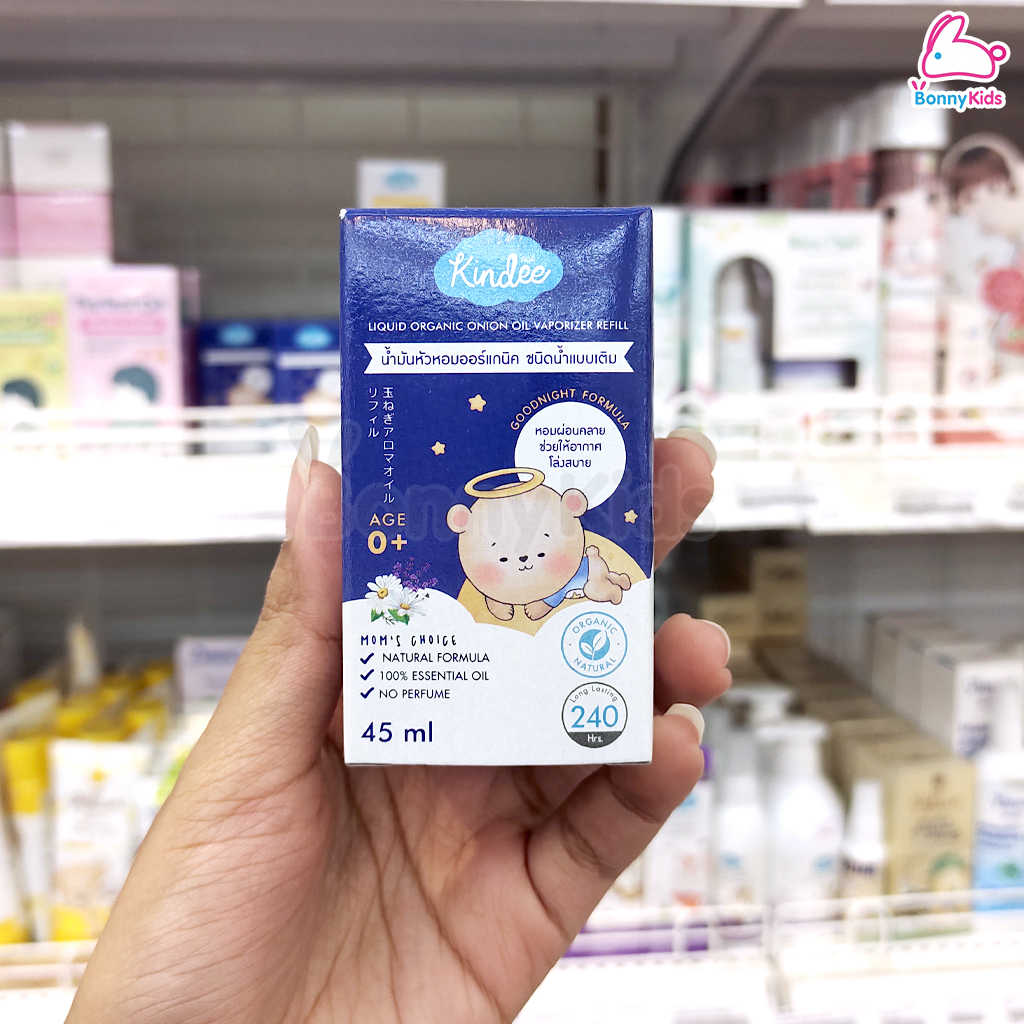 BonnyKids
คินดี
Kindee
LIQUID ORGANIC ONION OIL VAPORIZER REFILL
น้ำมันหัวหอมออร์แกนิค ชนิดน้ำแบบเติม
玉ねぎアロマオイル
リフィル
GOODNIGHT FORMULA
หอมผ่อนคลาย
ช่วยให้อากาศ
โล่งสบาย
BonnyKids
AGE
0+
MOM'S CHOICE
NATURAL FORMULA
100% ESSENTIAL OIL
NO PERFUME
45 ml
ORGANIC
NATURAL
Long Lasting
240
Hrs.